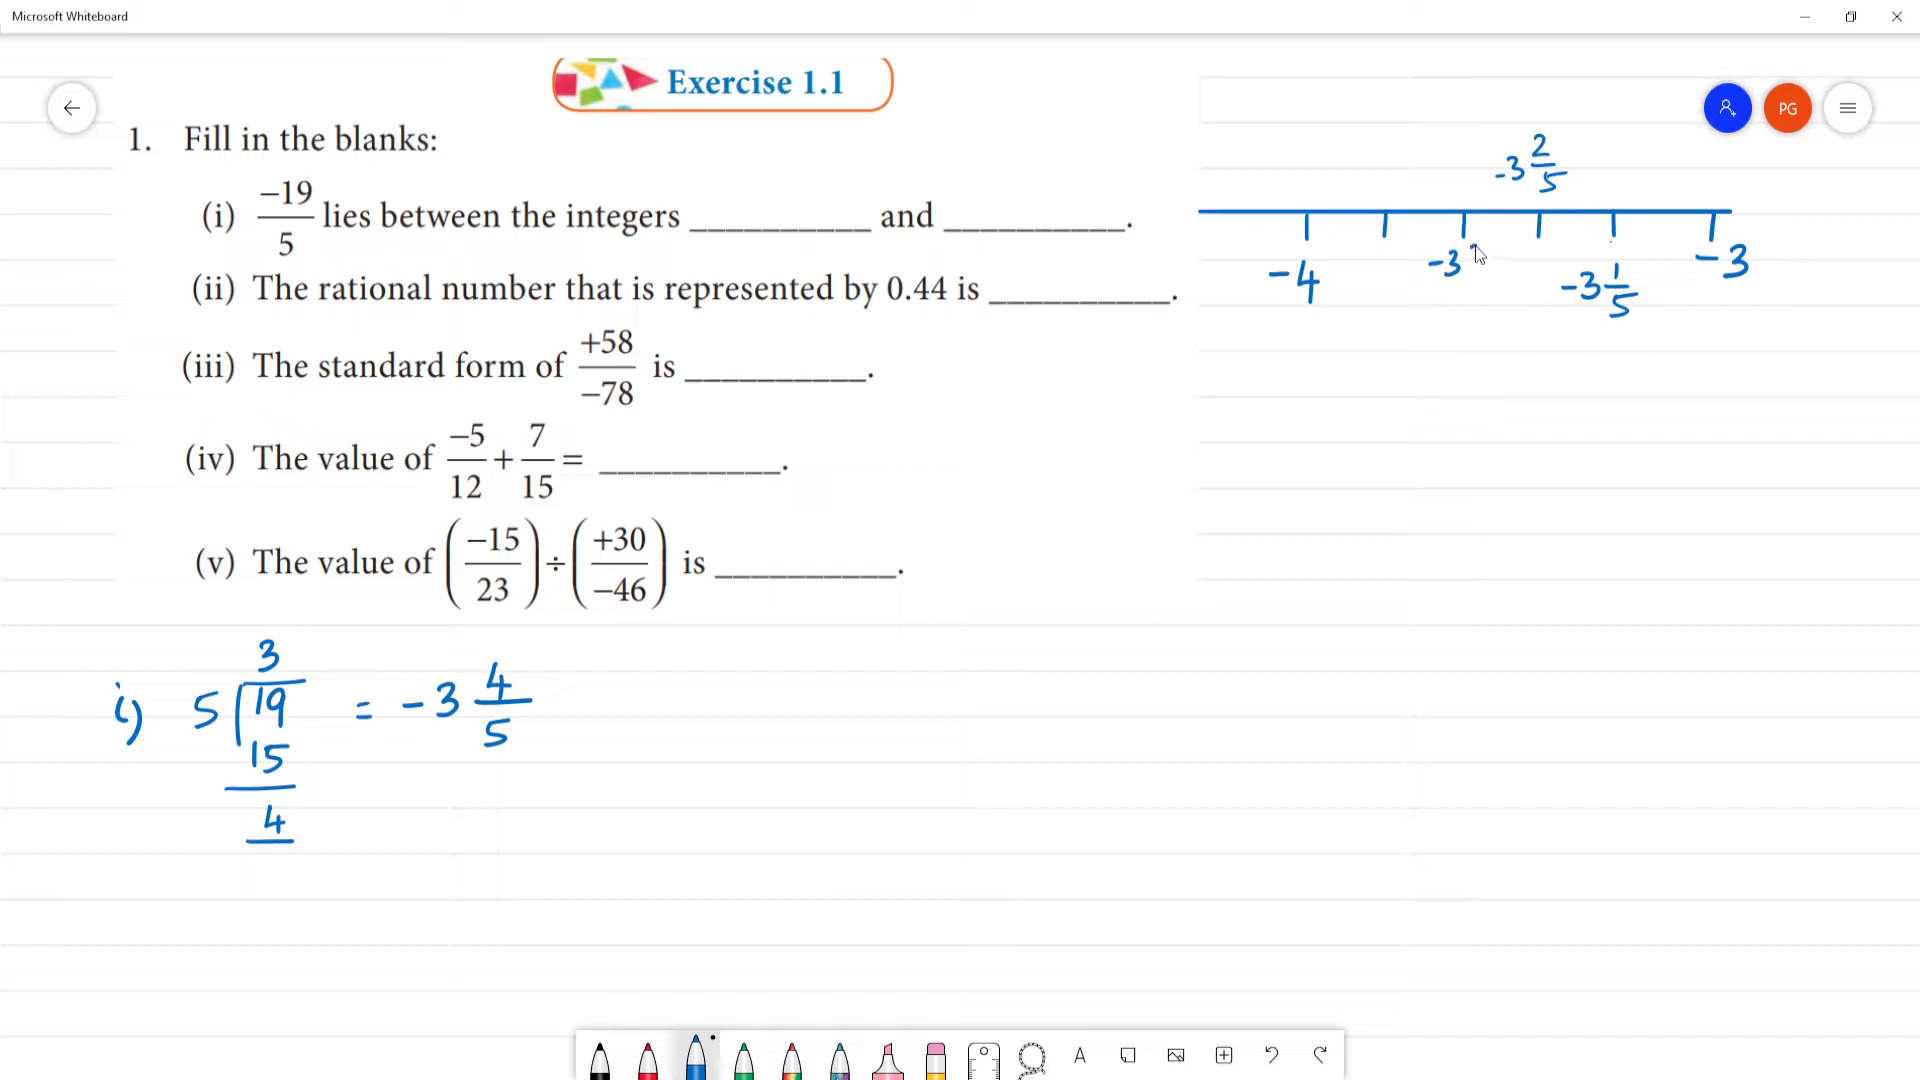 Microsoft Whiteboard
Exercise 1.1
PG
1. Fill in the blanks:
(i) −19/5 lies between the integers __________ and __________.
(ii) The rational number that is represented by 0.44 is __________.
(iii) The standard form of +58/−78 is __________.
(iv) The value of −5/12 + 7/15 = __________.
(v) The value of (−15/23) ÷ (+30/−46) is __________.
-3 2/5
-4 -3 -3 1/5 -3
3
i) 5 19 = -3 4/5
15
4
A